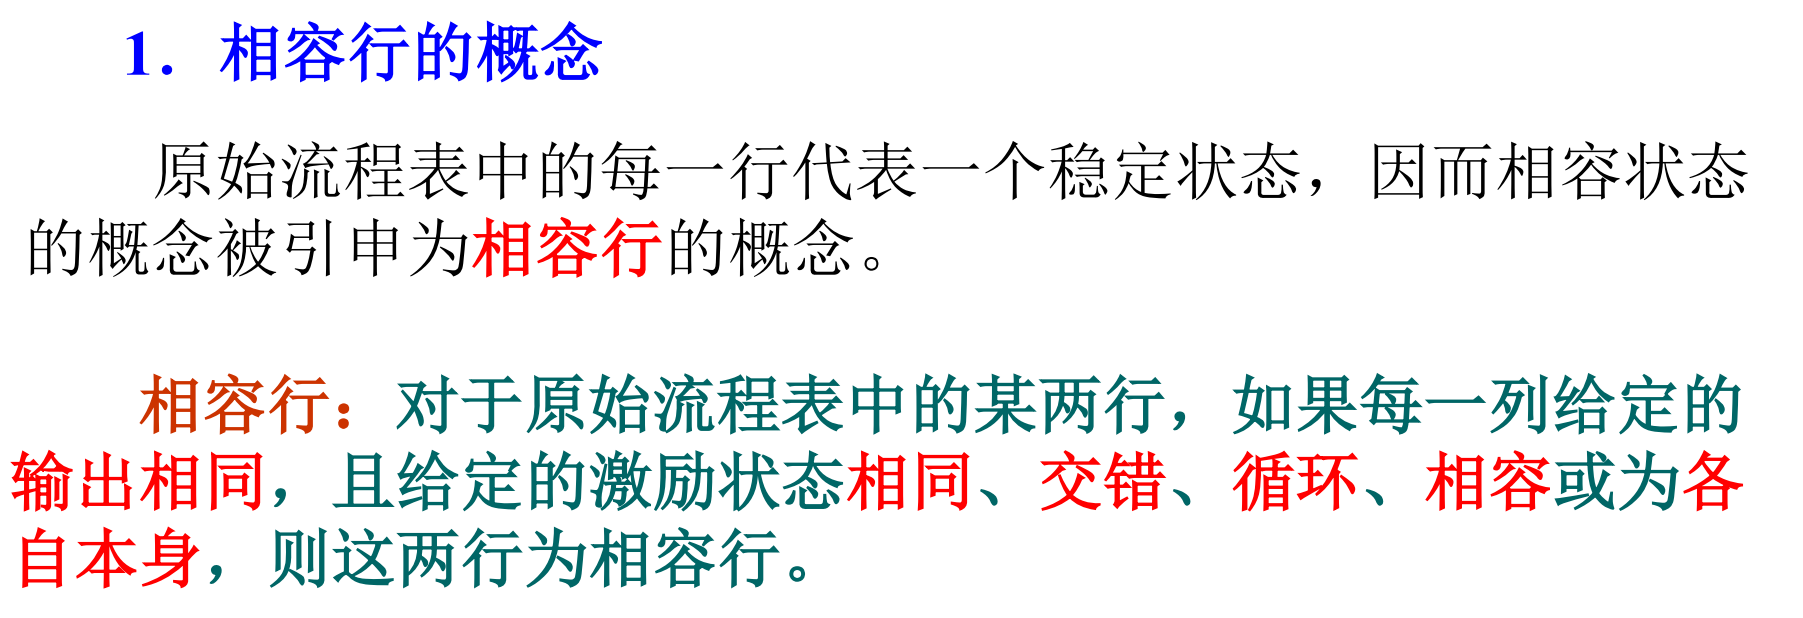 1．相容行的概念
原始流程表中的每一行代表一个稳定状态，因而相容状态
的概念被引申为相容行的概念。
相容行：对于原始流程表中的某两行，如果每一列给定的
输出相同，且给定的激励状态相同、交错、循环、相容或为各
自本身，则这两行为相容行。